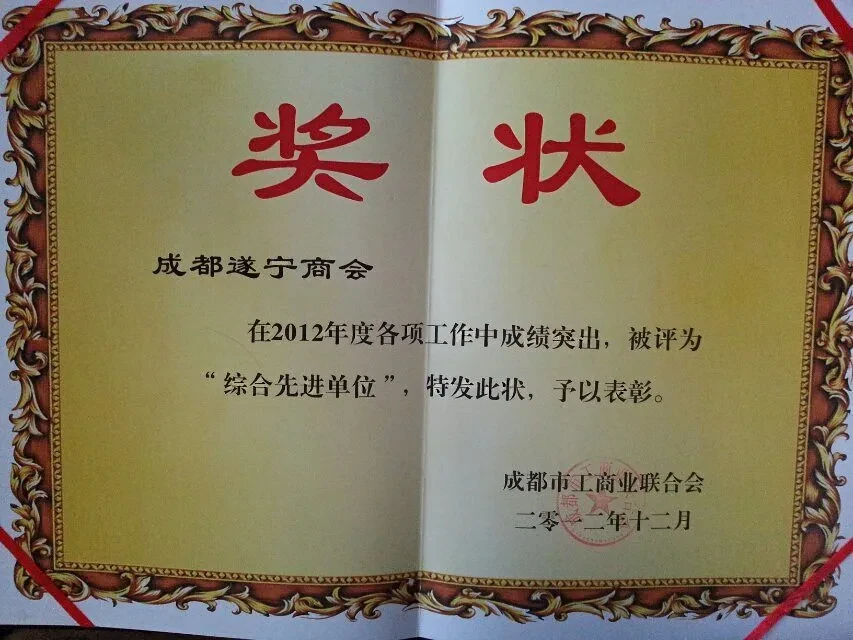 奖状
成都遂宁商会
在2012年度各项工作中成绩突出，被评为
“综合先进单位”，特发此状，予以表彰。
成都市工商业联合会
二零一二年十二月